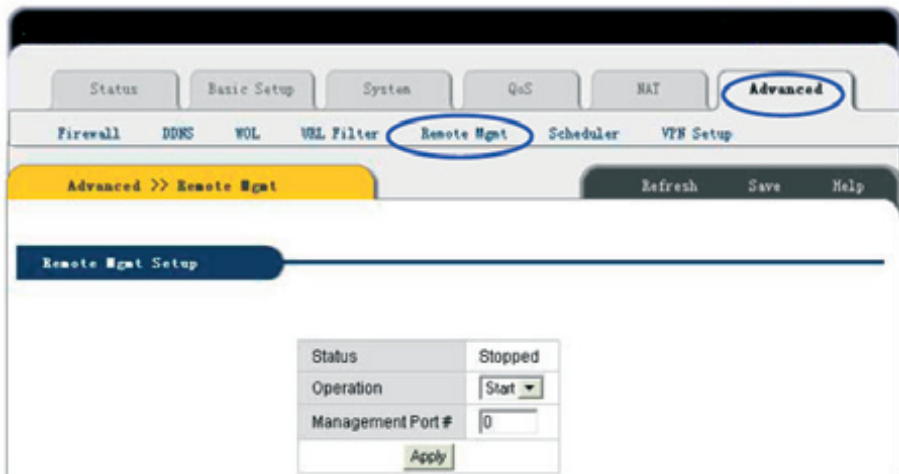 Status Basic Setup System QoS NAT Advanced
Firewall DDNS WOL URL Filter Remote Mgmt Scheduler VPN Setup
Advanced >> Remote Mgmt Refresh Save Help
Remote Mgmt Setup
Status Stopped
Operation Start
Management Port # 0
Apply